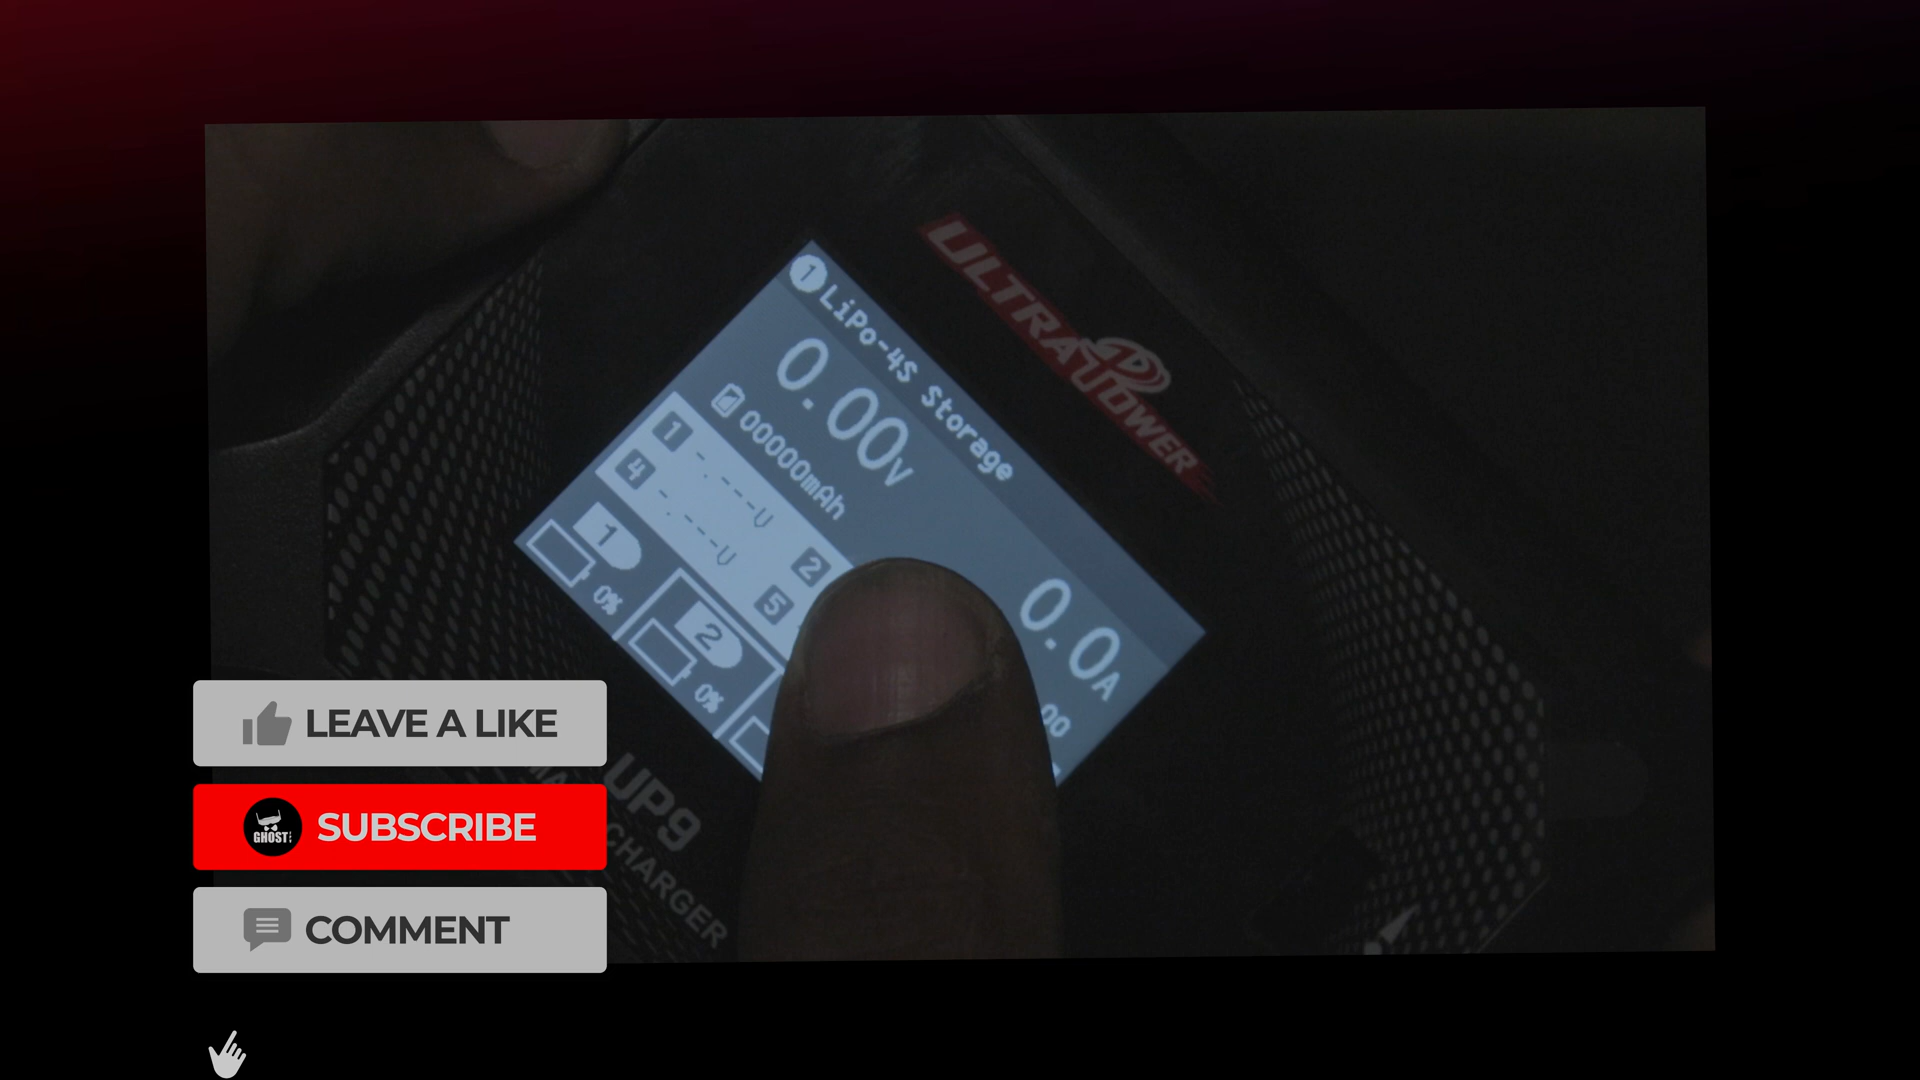 1 LiPo-4S Storage
0.00V
0.0A
00000mAh
00
1 -.---V 2
4 -.---V 5
1
0%
2
0%
ULTRA POWER
UP9
CHARGER
LEAVE A LIKE
GHOST
SUBSCRIBE
COMMENT